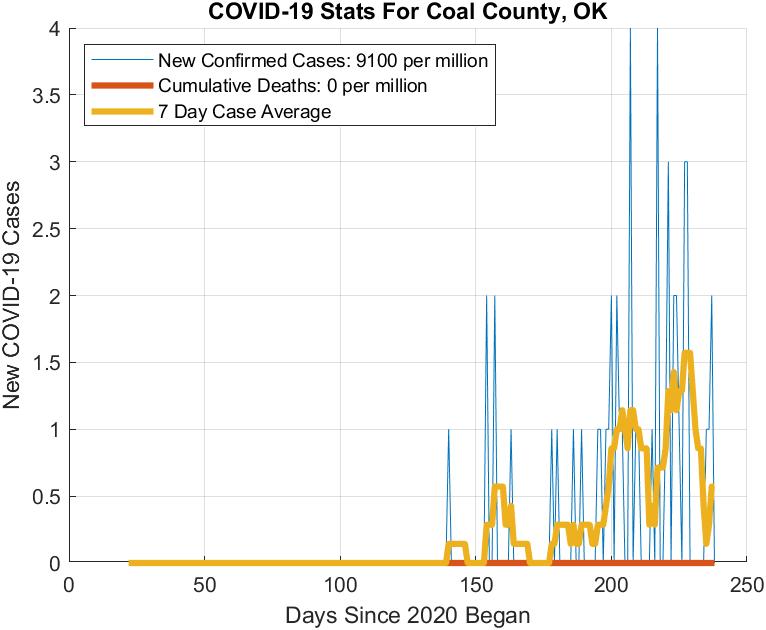 COVID-19 Stats For Coal County, OK
New Confirmed Cases: 9100 per million
Cumulative Deaths: 0 per million
7 Day Case Average
4
3.5
3
2.5
2
1.5
1
0.5
0
New COVID-19 Cases
0 50 100 150 200 250
Days Since 2020 Began